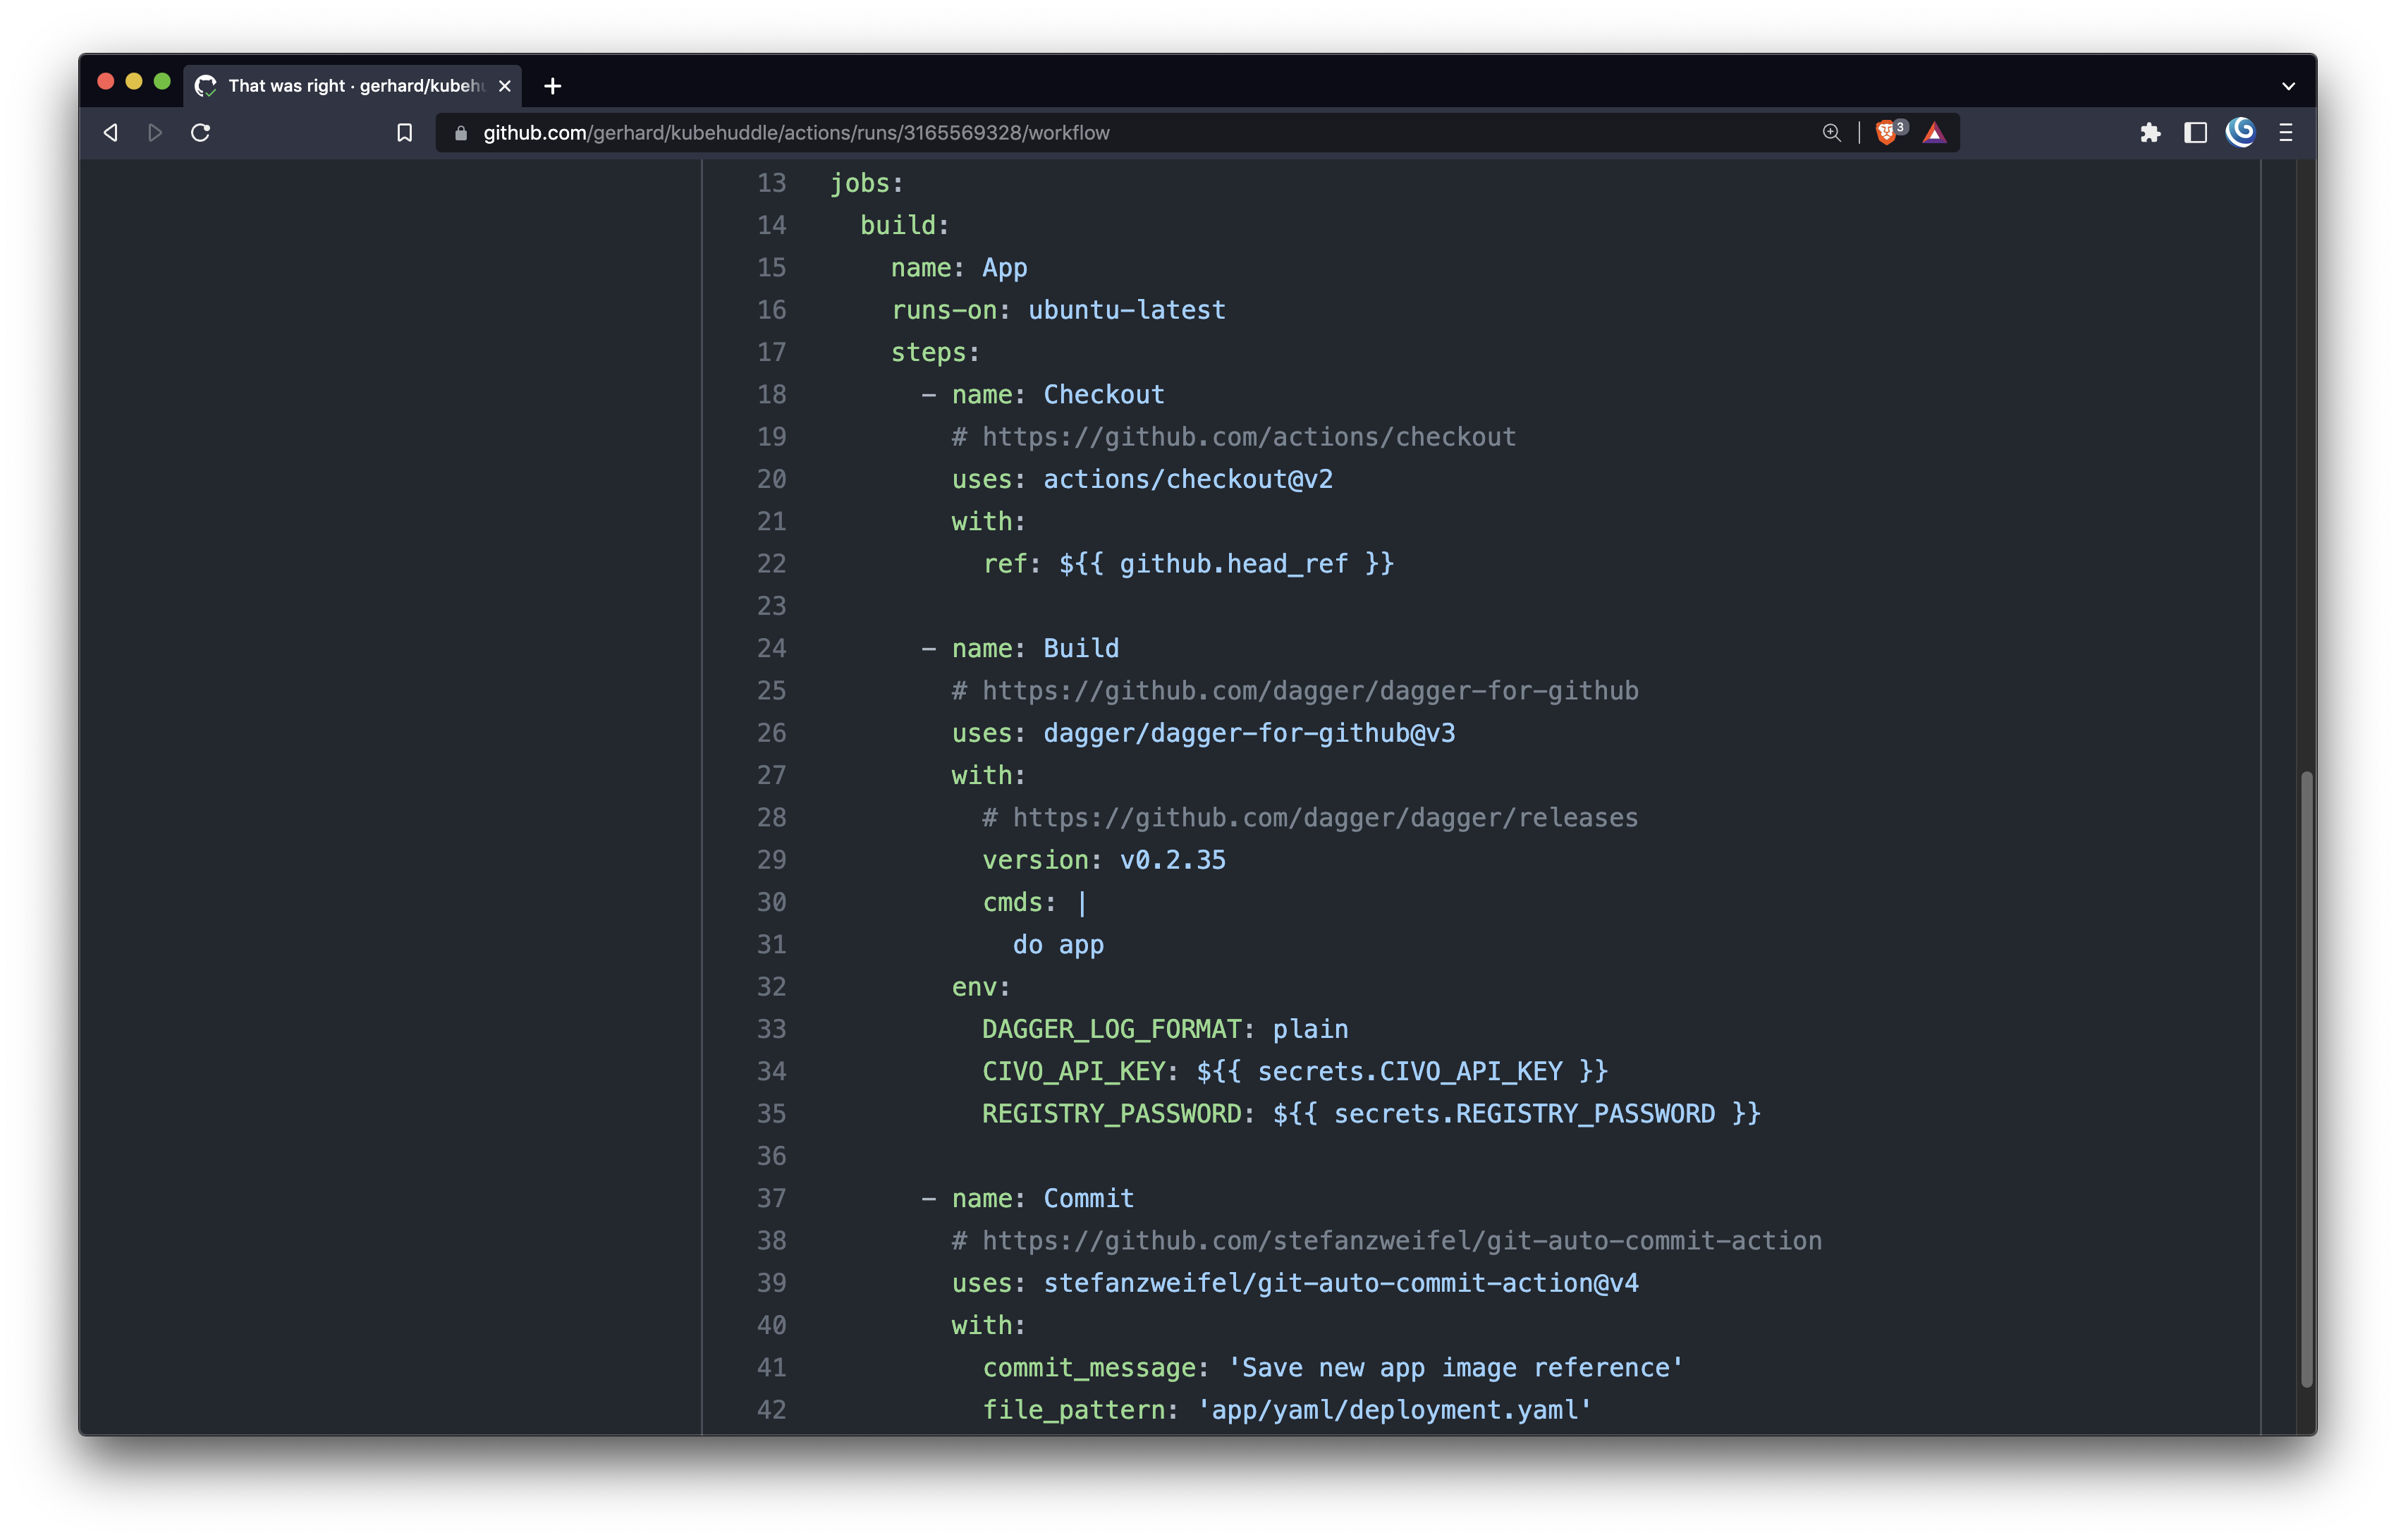 That was right · gerhard/kubehu
github.com/gerhard/kubehuddle/actions/runs/3165569328/workflow
3
13 jobs:
14   build:
15     name: App
16     runs-on: ubuntu-latest
17     steps:
18       - name: Checkout
19         # https://github.com/actions/checkout
20         uses: actions/checkout@v2
21         with:
22           ref: ${{ github.head_ref }}
23
24       - name: Build
25         # https://github.com/dagger/dagger-for-github
26         uses: dagger/dagger-for-github@v3
27         with:
28           # https://github.com/dagger/dagger/releases
29           version: v0.2.35
30           cmds: |
31             do app
32         env:
33           DAGGER_LOG_FORMAT: plain
34           CIVO_API_KEY: ${{ secrets.CIVO_API_KEY }}
35           REGISTRY_PASSWORD: ${{ secrets.REGISTRY_PASSWORD }}
36
37       - name: Commit
38         # https://github.com/stefanzweifel/git-auto-commit-action
39         uses: stefanzweifel/git-auto-commit-action@v4
40         with:
41           commit_message: 'Save new app image reference'
42           file_pattern: 'app/yaml/deployment.yaml'